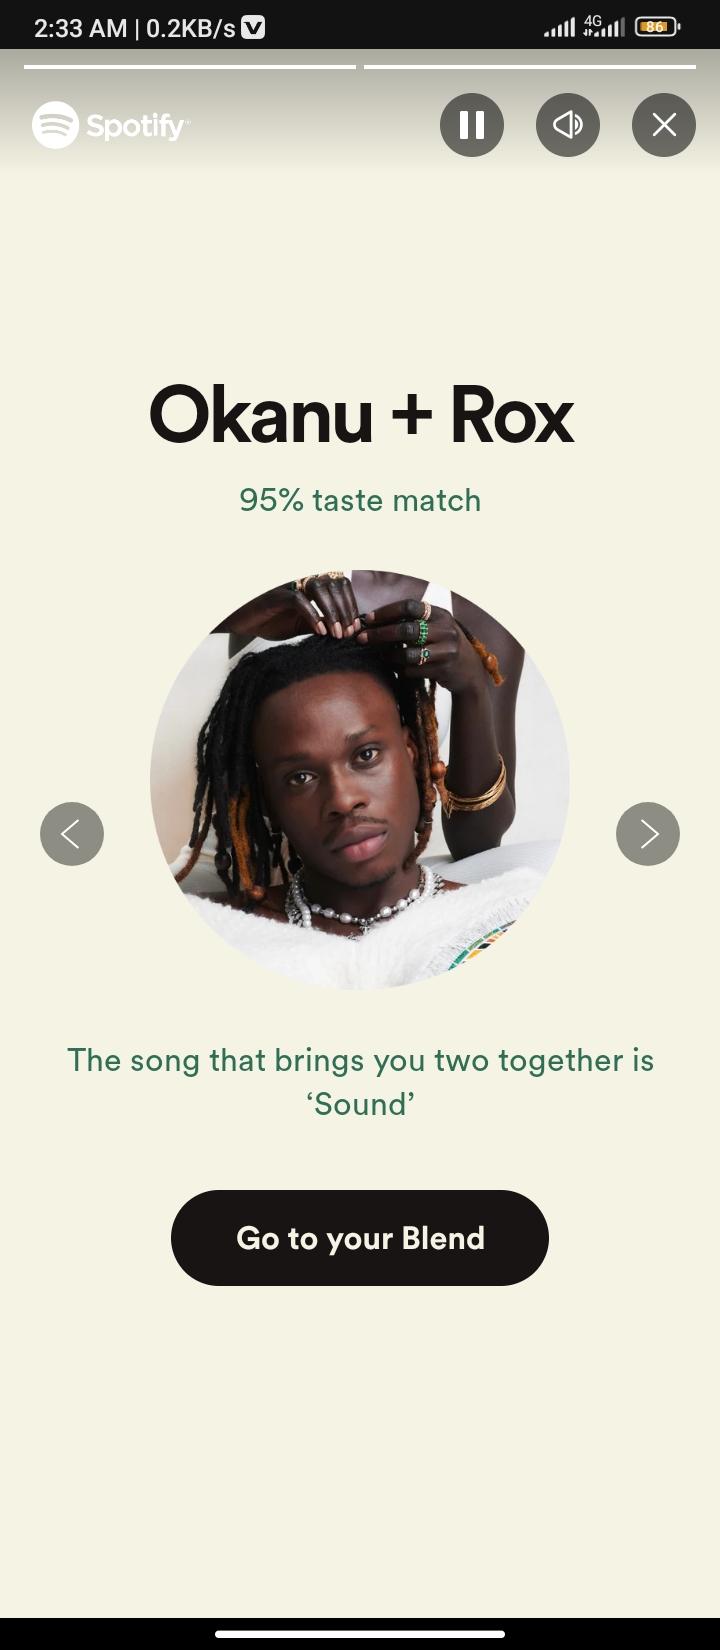 2:33 AM | 0.2KB/s V
4G
86
Spotify
Okanu + Rox
95% taste match
The song that brings you two together is
‘Sound’
Go to your Blend